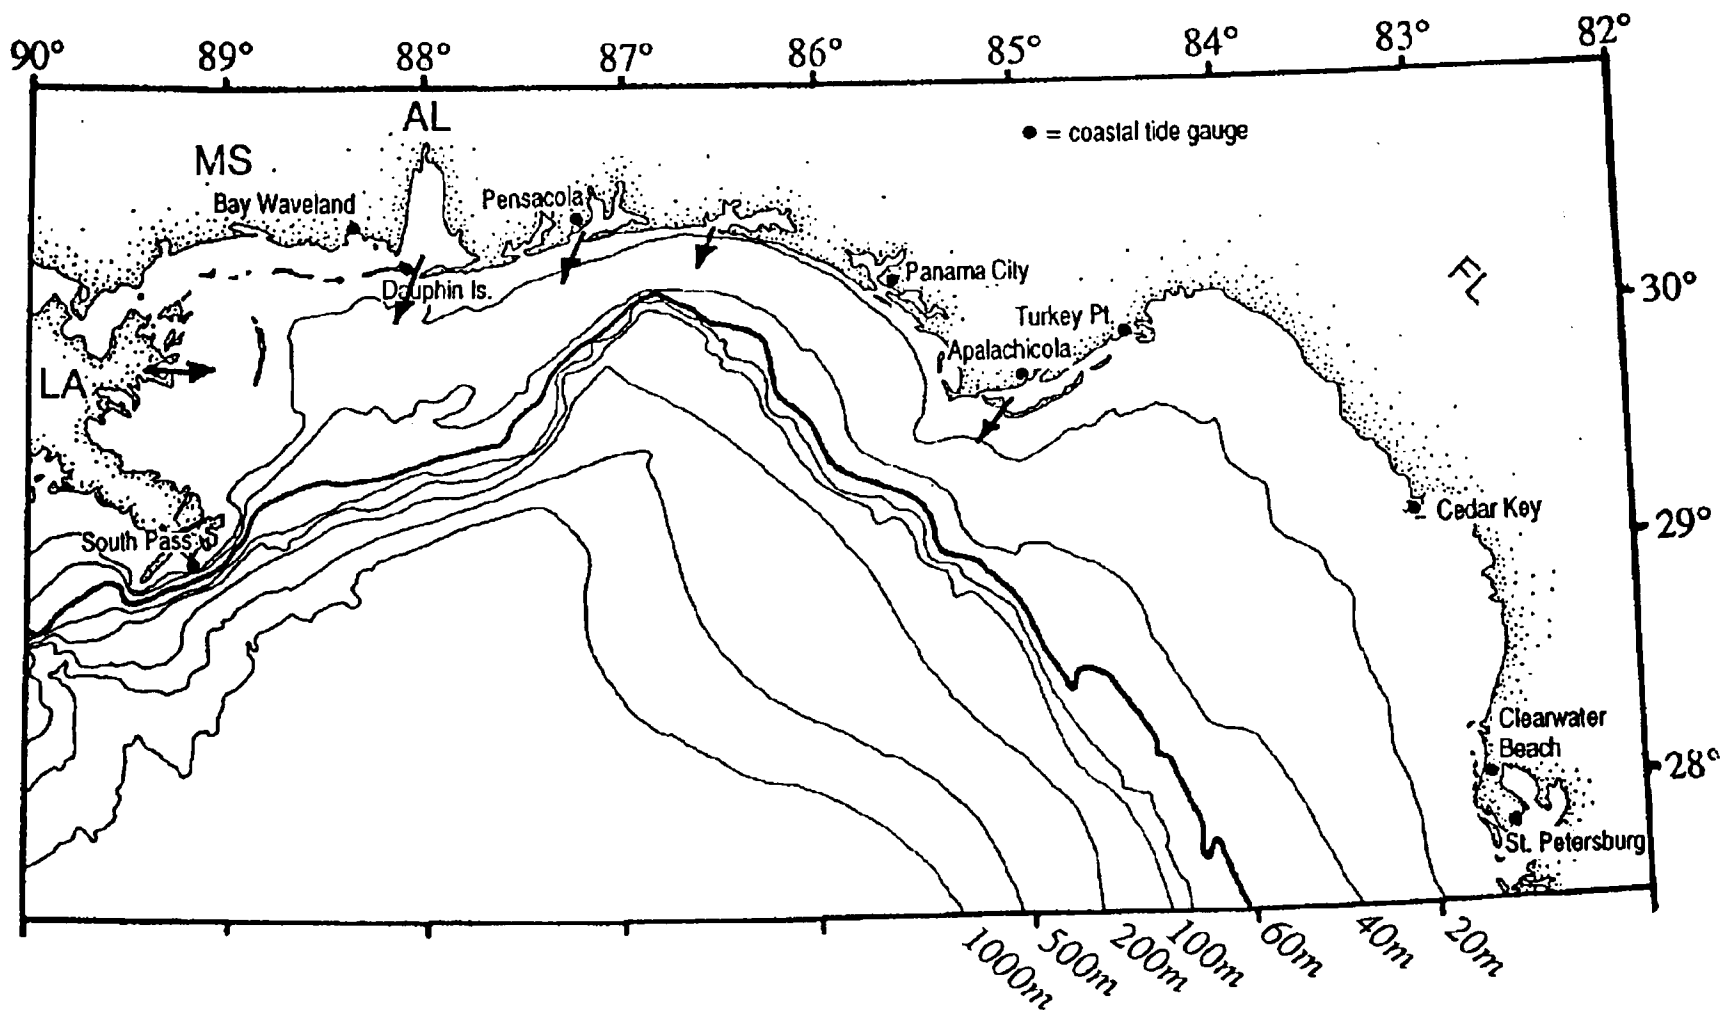 90° 89° 88° 87° 86° 85° 84° 83° 82°
AL
= coastal tide gauge
MS
Bay Waveland
Pensacola
Panama City
FL
30°
Dauphin Is.
Turkey Pt.
Apalachicola
LA
Cedar Key
29°
South Pass
Clearwater
Beach
28°
St. Petersburg
1000m 500m 200m 100m 60m 40m 20m